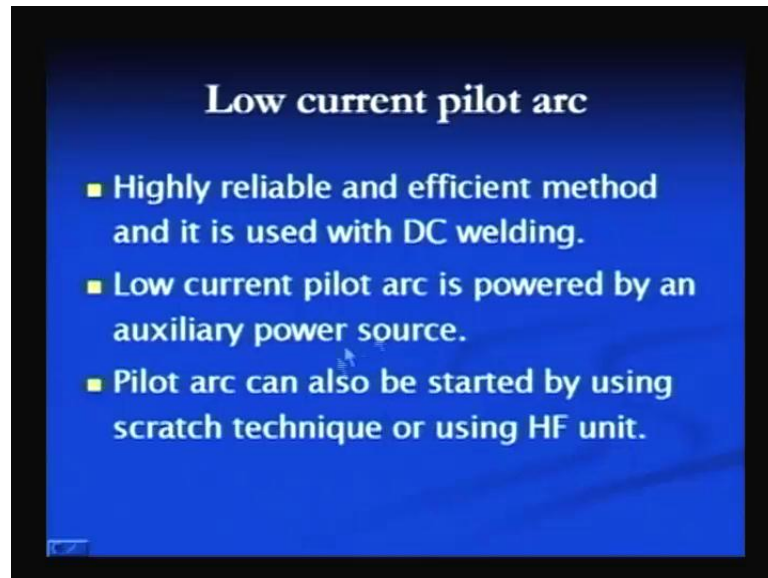 Low current pilot arc
Highly reliable and efficient method
and it is used with DC welding.
Low current pilot arc is powered by an
auxiliary power source.
Pilot arc can also be started by using
scratch technique or using HF unit.